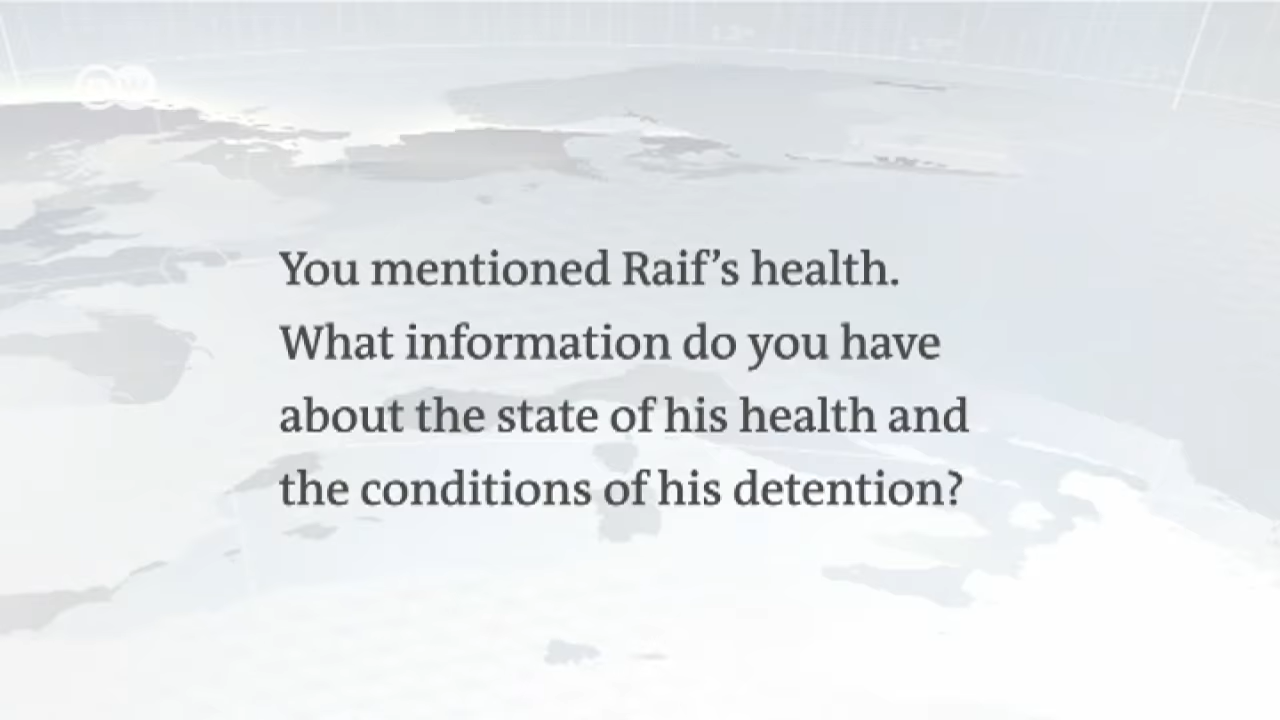 DW
You mentioned Raif’s health.
What information do you have
about the state of his health and
the conditions of his detention?